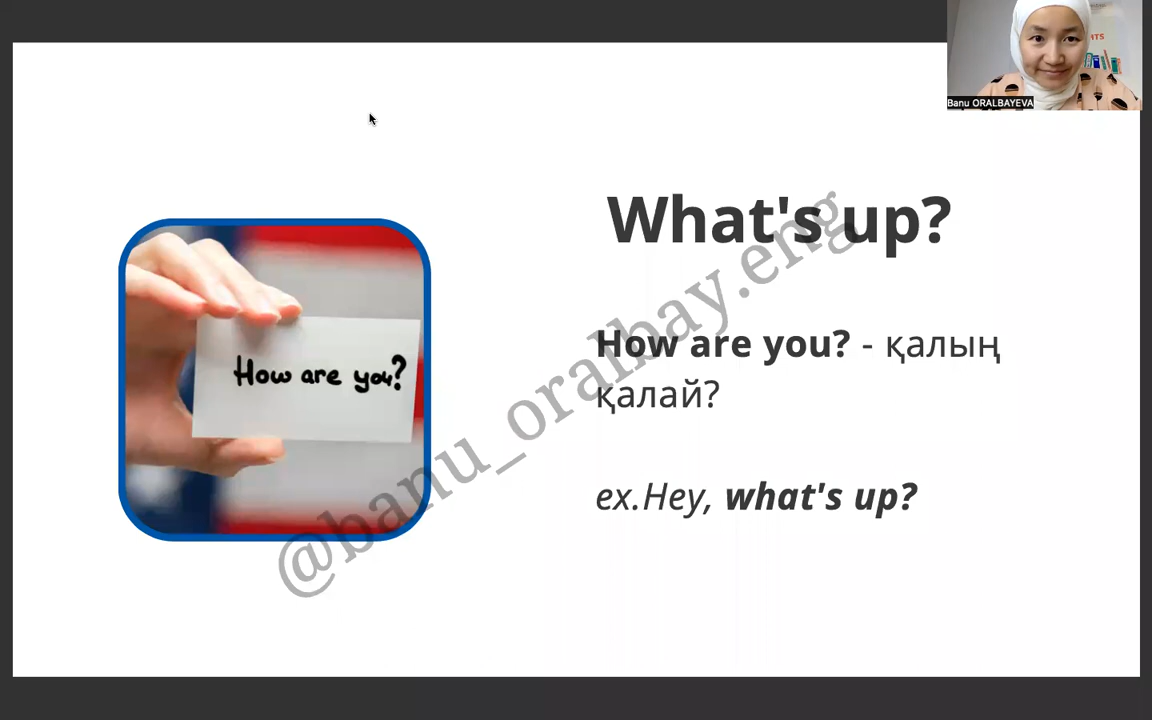 Banu ORALBAYEVA
What's up?
How are you?
How are you? - қалың
қалай?
ex.Hey, what's up?
@banu_oralbay.eng